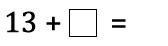 13 + □ =